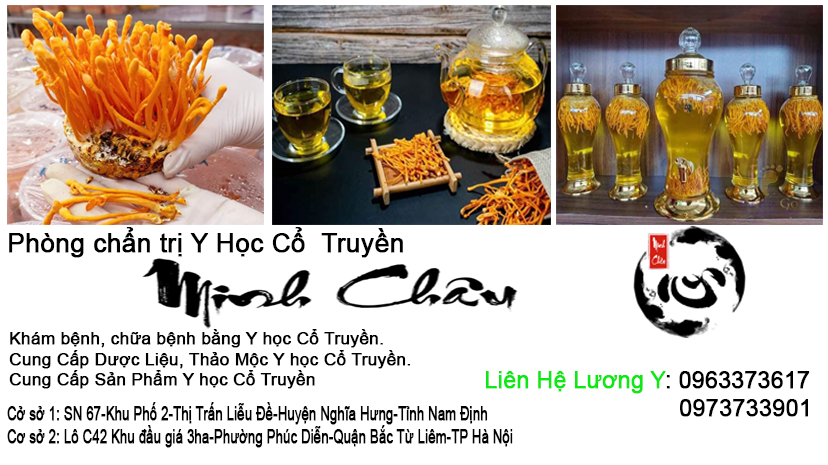 Phòng chẩn trị Y Học Cổ Truyền
Minh Châu
Minh Châu
Khám bệnh, chữa bệnh bằng Y học Cổ Truyền.
Cung Cấp Dược Liệu, Thảo Mộc Y học Cổ Truyền.
Cung Cấp Sản Phẩm Y học Cổ Truyền
Liên Hệ Lương Y: 0963373617
0973733901
Cở sở 1: SN 67-Khu Phố 2-Thị Trấn Liễu Đề-Huyện Nghĩa Hưng-Tỉnh Nam Định
Cơ sở 2: Lô C42 Khu đầu giá 3ha-Phường Phúc Diễn-Quận Bắc Từ Liêm-TP Hà Nội